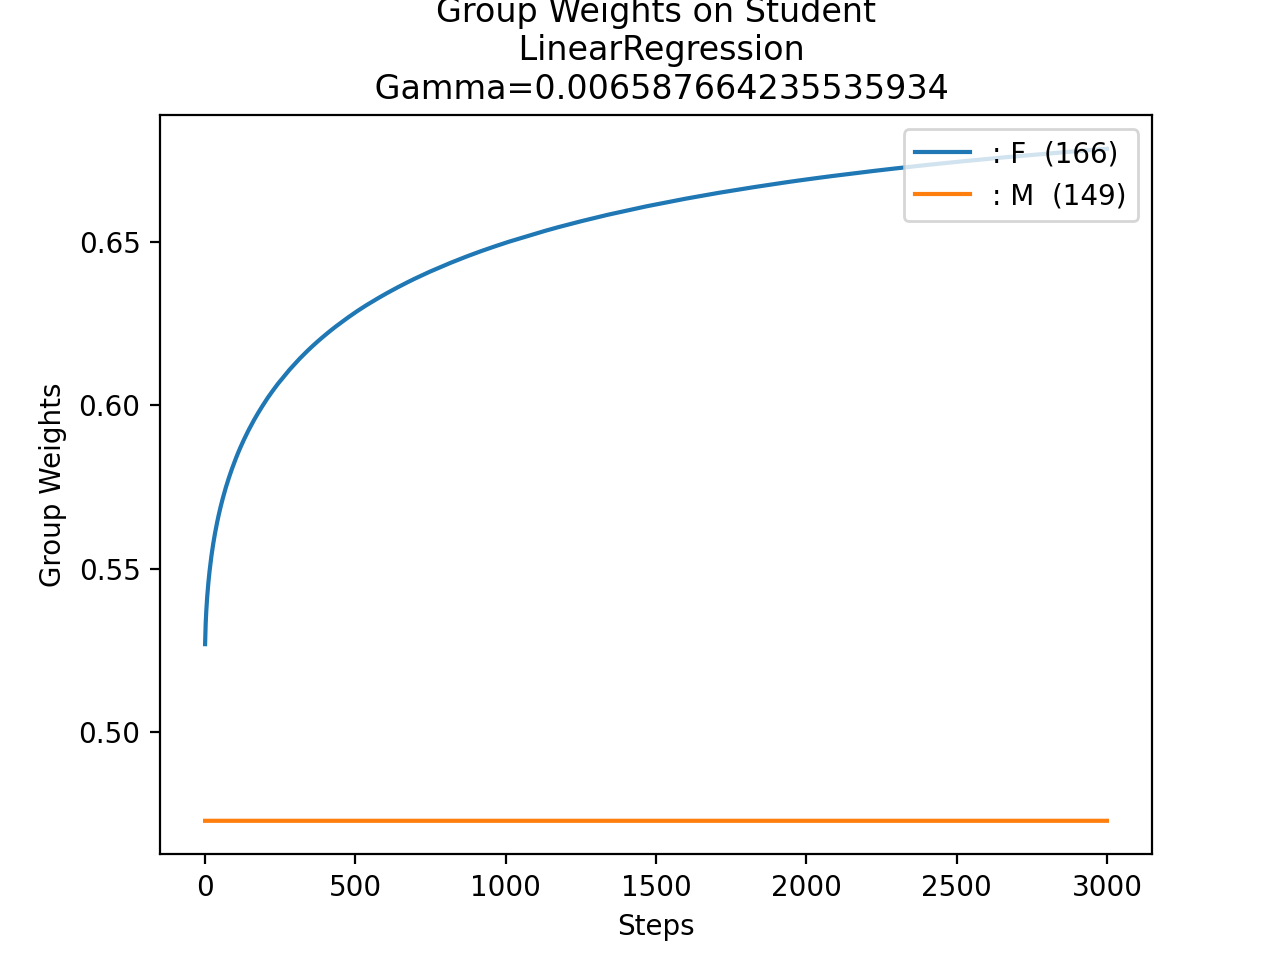 Group Weights on Student
LinearRegression
Gamma=0.006587664235535934
: F (166)
: M (149)
Group Weights
0.65
0.60
0.55
0.50
0 500 1000 1500 2000 2500 3000
Steps